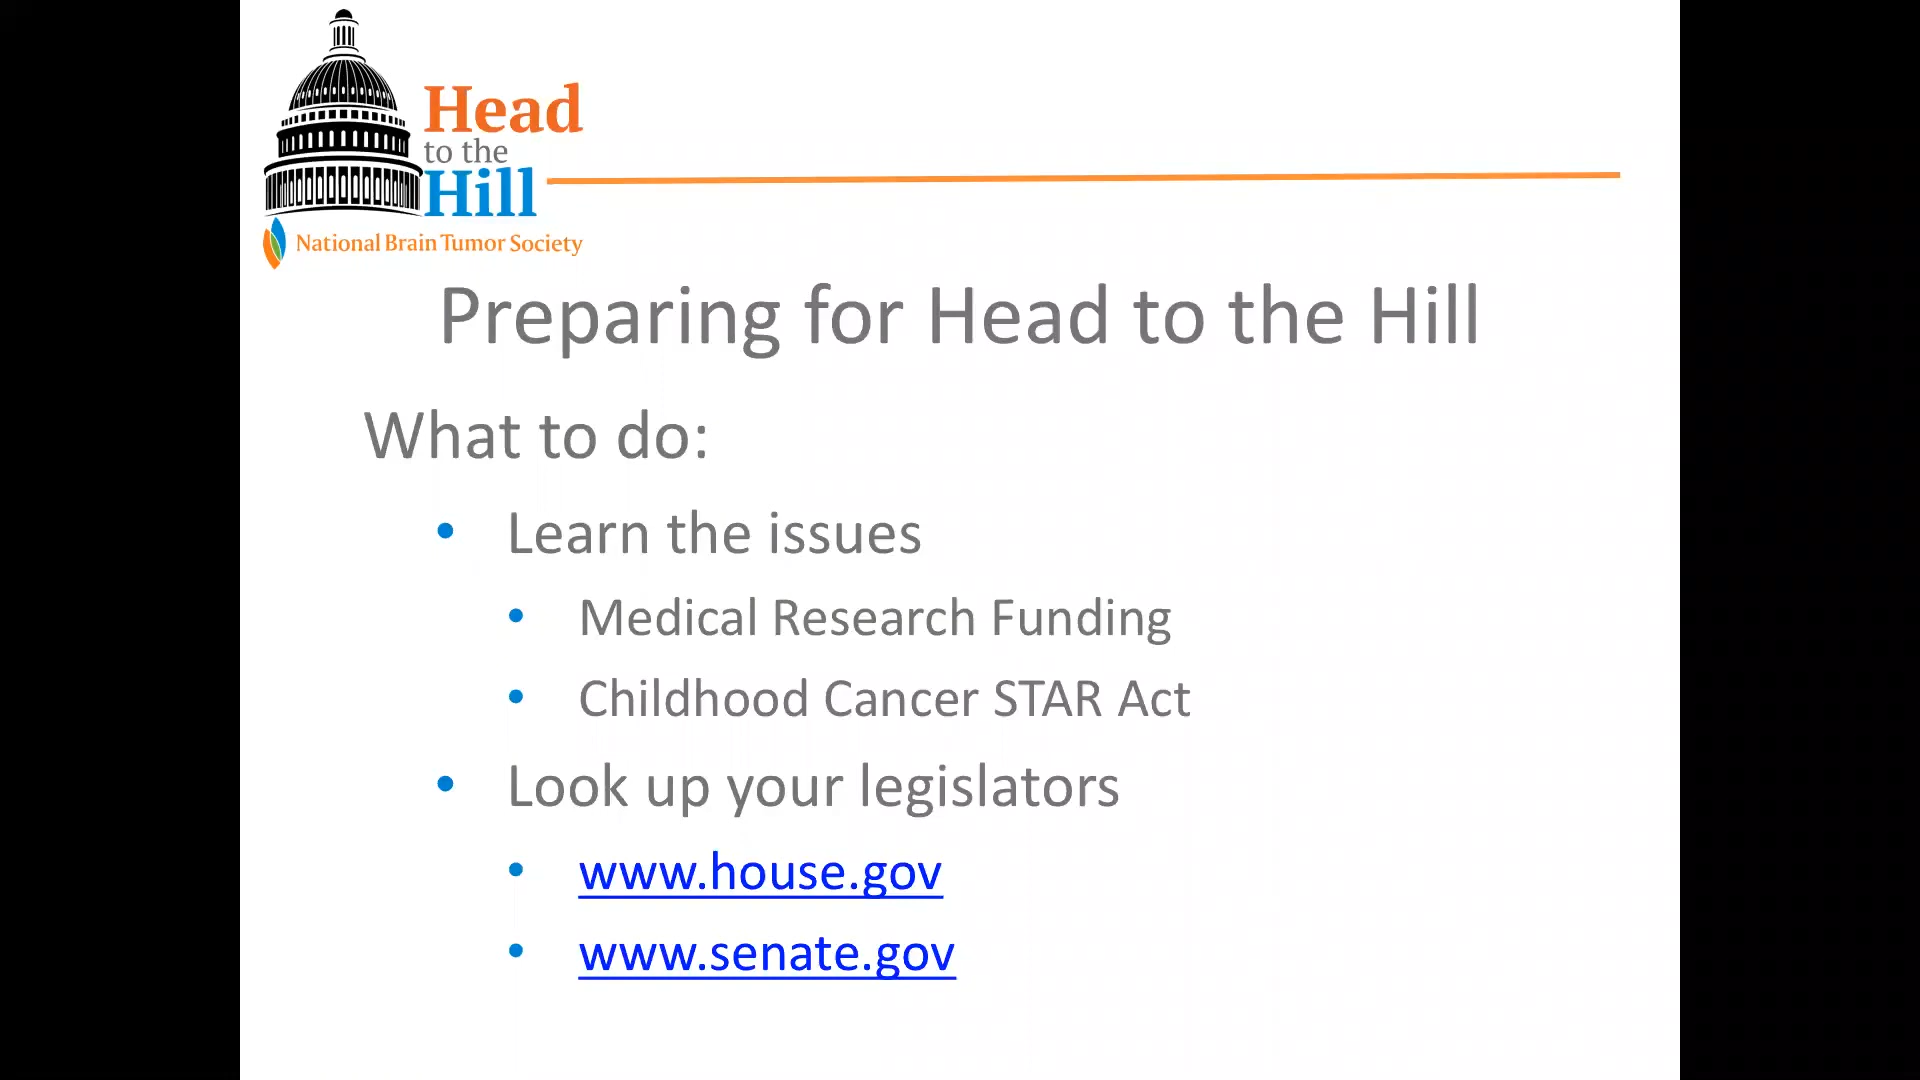 Head
to the
Hill
National Brain Tumor Society
Preparing for Head to the Hill
What to do:
• Learn the issues
• Medical Research Funding
• Childhood Cancer STAR Act
• Look up your legislators
• www.house.gov
• www.senate.gov